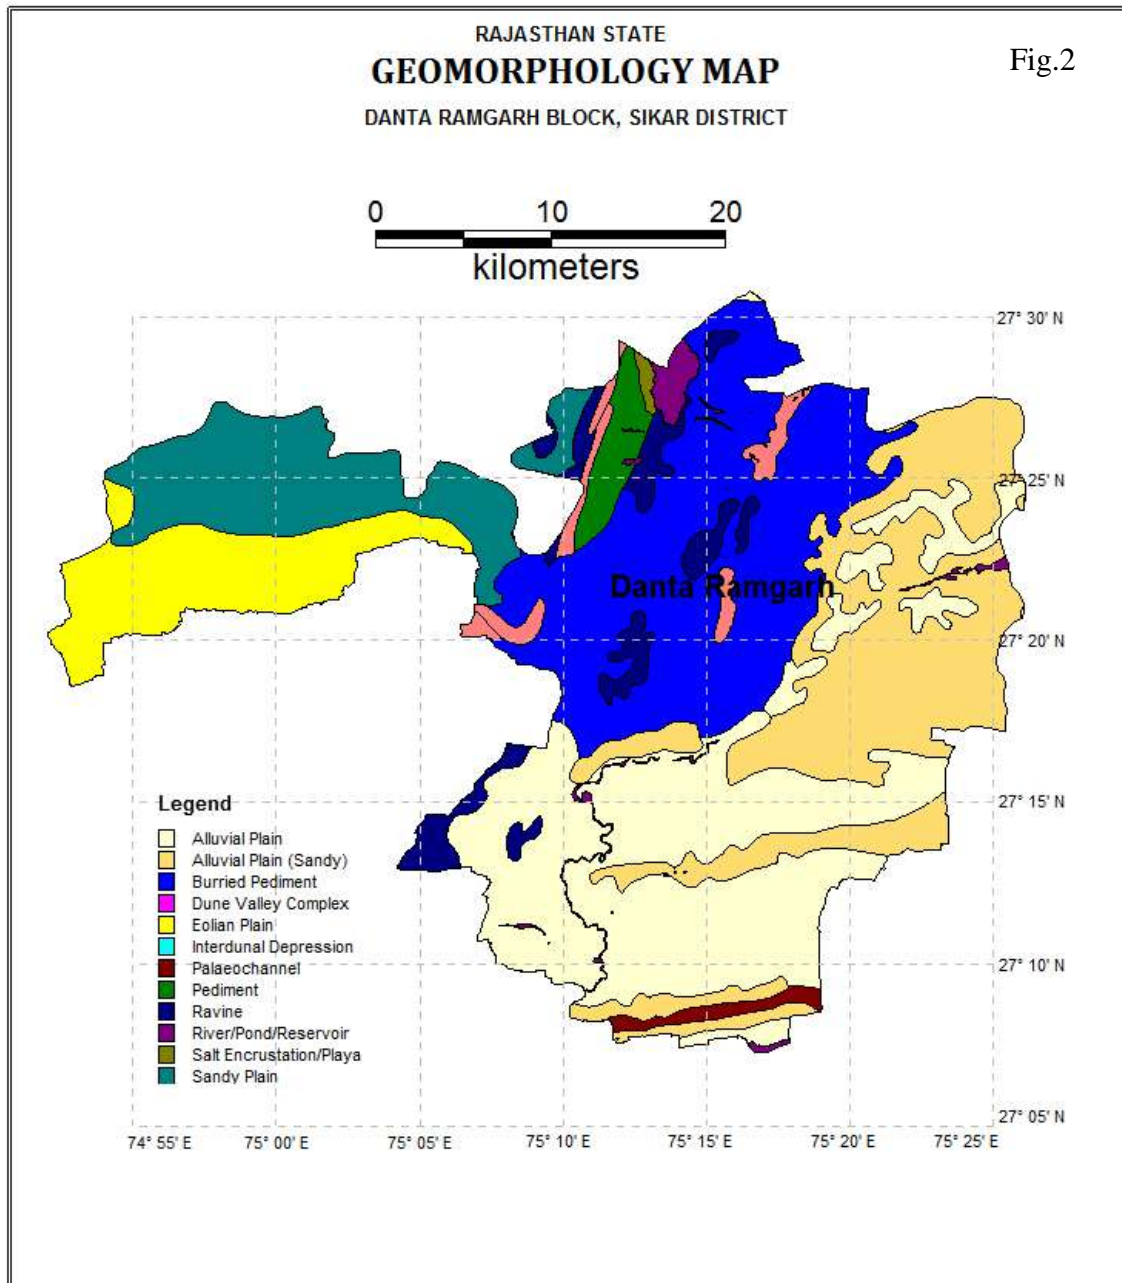 RAJASTHAN STATE
GEOMORPHOLOGY MAP
Fig.2
DANTA RAMGARH BLOCK, SIKAR DISTRICT
0 10 20
kilometers
27° 30' N
27° 25' N
Danta Ramgarh
27° 20' N
27° 15' N
Legend
Alluvial Plain
Alluvial Plain (Sandy)
Burried Pediment
Dune Valley Complex
Eolian Plain
Interdunal Depression
Palaeochannel
Pediment
Ravine
River/Pond/Reservoir
Salt Encrustation/Playa
Sandy Plain
27° 10' N
27° 05' N
74° 55' E 75° 00' E 75° 05' E 75° 10' E 75° 15' E 75° 20' E 75° 25' E